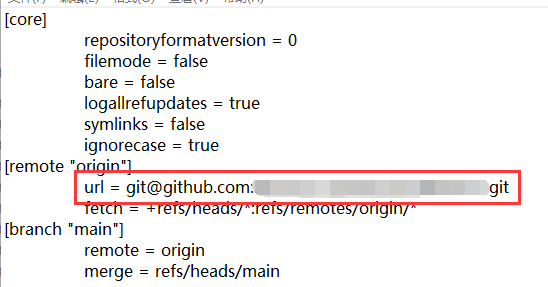 [core]
repositoryformatversion = 0
filemode = false
bare = false
logallrefupdates = true
symlinks = false
ignorecase = true
[remote "origin"]
url = git@github.com: git
fetch = +refs/heads/*:refs/remotes/origin/*
[branch "main"]
remote = origin
merge = refs/heads/main